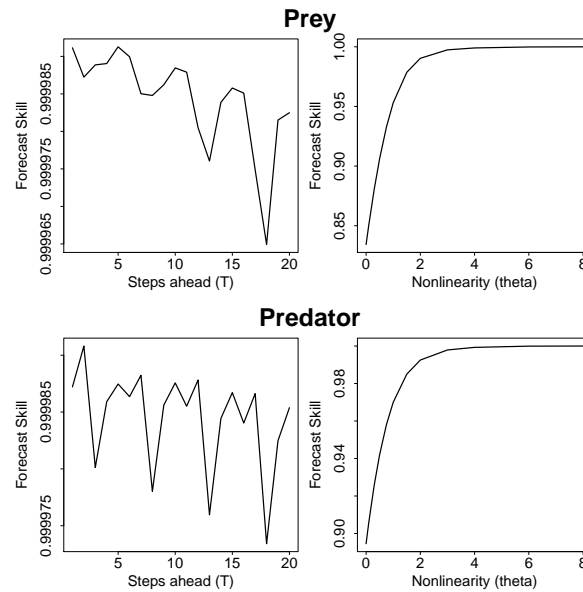 Prey
Forecast Skill
0.999965 0.999975 0.999985
5 10 15 20
Steps ahead (T)
Forecast Skill
0.85 0.90 0.95 1.00
0 2 4 6 8
Nonlinearity (theta)
Predator
Forecast Skill
0.999975 0.999985
5 10 15 20
Steps ahead (T)
Forecast Skill
0.90 0.94 0.98
0 2 4 6 8
Nonlinearity (theta)